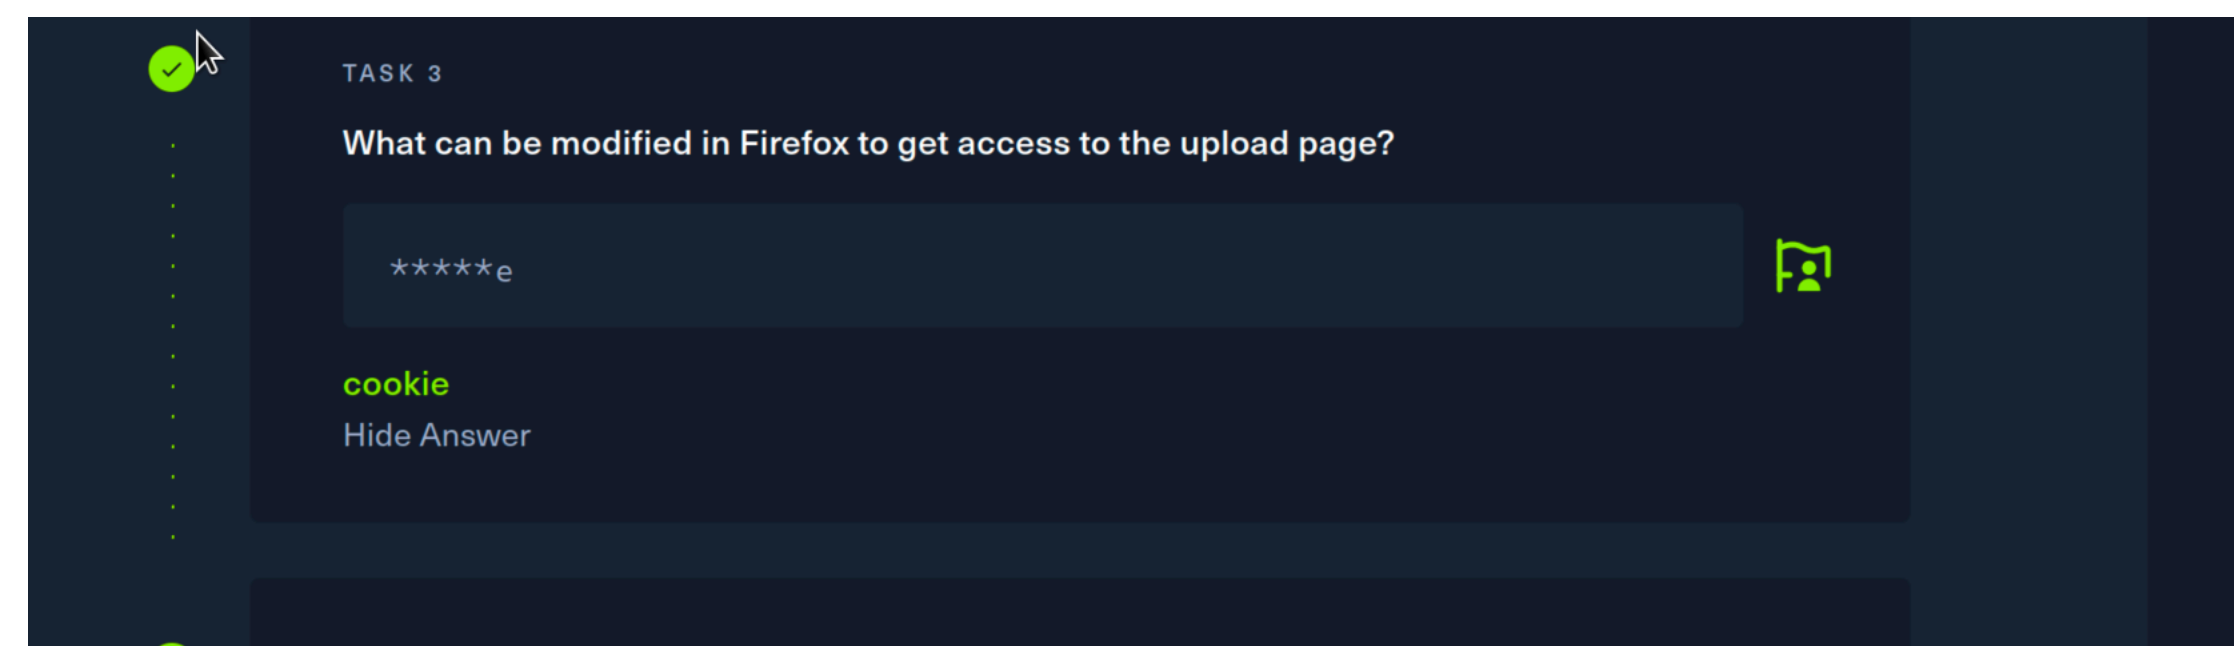 TASK 3
What can be modified in Firefox to get access to the upload page?
*****e
cookie
Hide Answer